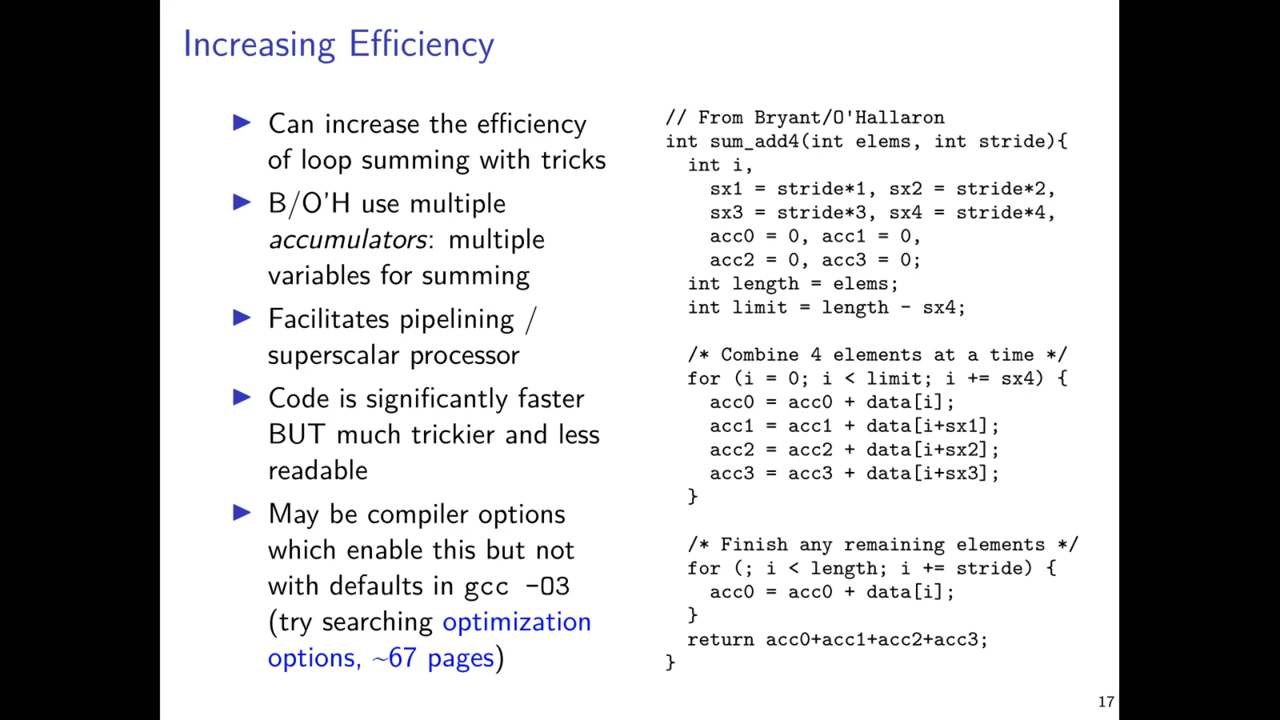 Increasing Efficiency
▶ Can increase the efficiency
of loop summing with tricks
▶ B/O'H use multiple
accumulators: multiple
variables for summing
▶ Facilitates pipelining /
superscalar processor
▶ Code is significantly faster
BUT much trickier and less
readable
▶ May be compiler options
which enable this but not
with defaults in gcc -O3
(try searching optimization
options, ~67 pages)
// From Bryant/O'Hallaron
int sum_add4(int elems, int stride){
  int i,
    sx1 = stride*1, sx2 = stride*2,
    sx3 = stride*3, sx4 = stride*4,
    acc0 = 0, acc1 = 0,
    acc2 = 0, acc3 = 0;
  int length = elems;
  int limit = length - sx4;
  /* Combine 4 elements at a time */
  for (i = 0; i < limit; i += sx4) {
    acc0 = acc0 + data[i];
    acc1 = acc1 + data[i+sx1];
    acc2 = acc2 + data[i+sx2];
    acc3 = acc3 + data[i+sx3];
  }
  /* Finish any remaining elements */
  for (; i < length; i += stride) {
    acc0 = acc0 + data[i];
  }
  return acc0+acc1+acc2+acc3;
}
17